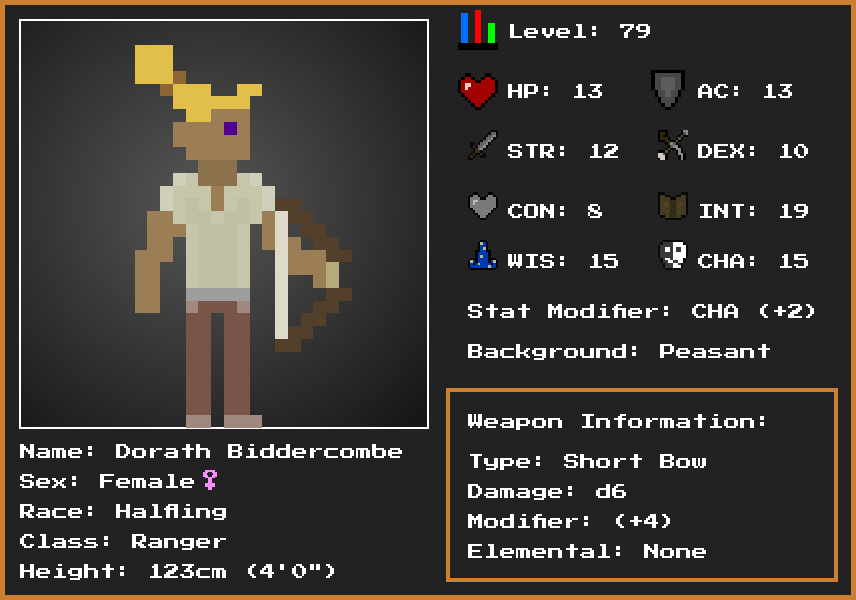 Level: 79
HP: 13 AC: 13
STR: 12 DEX: 10
CON: 8 INT: 19
WIS: 15 CHA: 15
Stat Modifier: CHA (+2)
Background: Peasant
Weapon Information:
Type: Short Bow
Damage: d6
Modifier: (+4)
Elemental: None
Name: Dorath Biddercombe
Sex: Female♀
Race: Halfling
Class: Ranger
Height: 123cm (4'0")